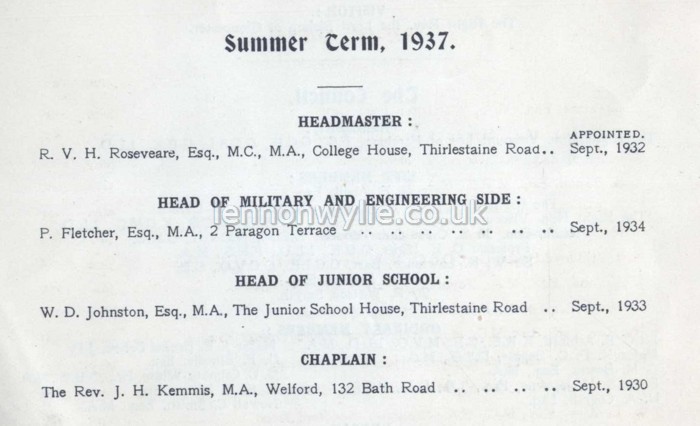 Summer Term, 1937.
HEADMASTER :
APPOINTED.
R. V. H. Roseveare, Esq., M.C., M.A., College House, Thirlestaine Road.. Sept., 1932
HEAD OF MILITARY AND ENGINEERING SIDE :
lennonwylie.co.uk
P. Fletcher, Esq., M.A., 2 Paragon Terrace .. .. .. .. .. .. .. Sept., 1934
HEAD OF JUNIOR SCHOOL :
W. D. Johnston, Esq., M.A., The Junior School House, Thirlestaine Road .. Sept., 1933
CHAPLAIN :
The Rev. J. H. Kemmis, M.A., Welford, 132 Bath Road .. .. .. .. Sept., 1930